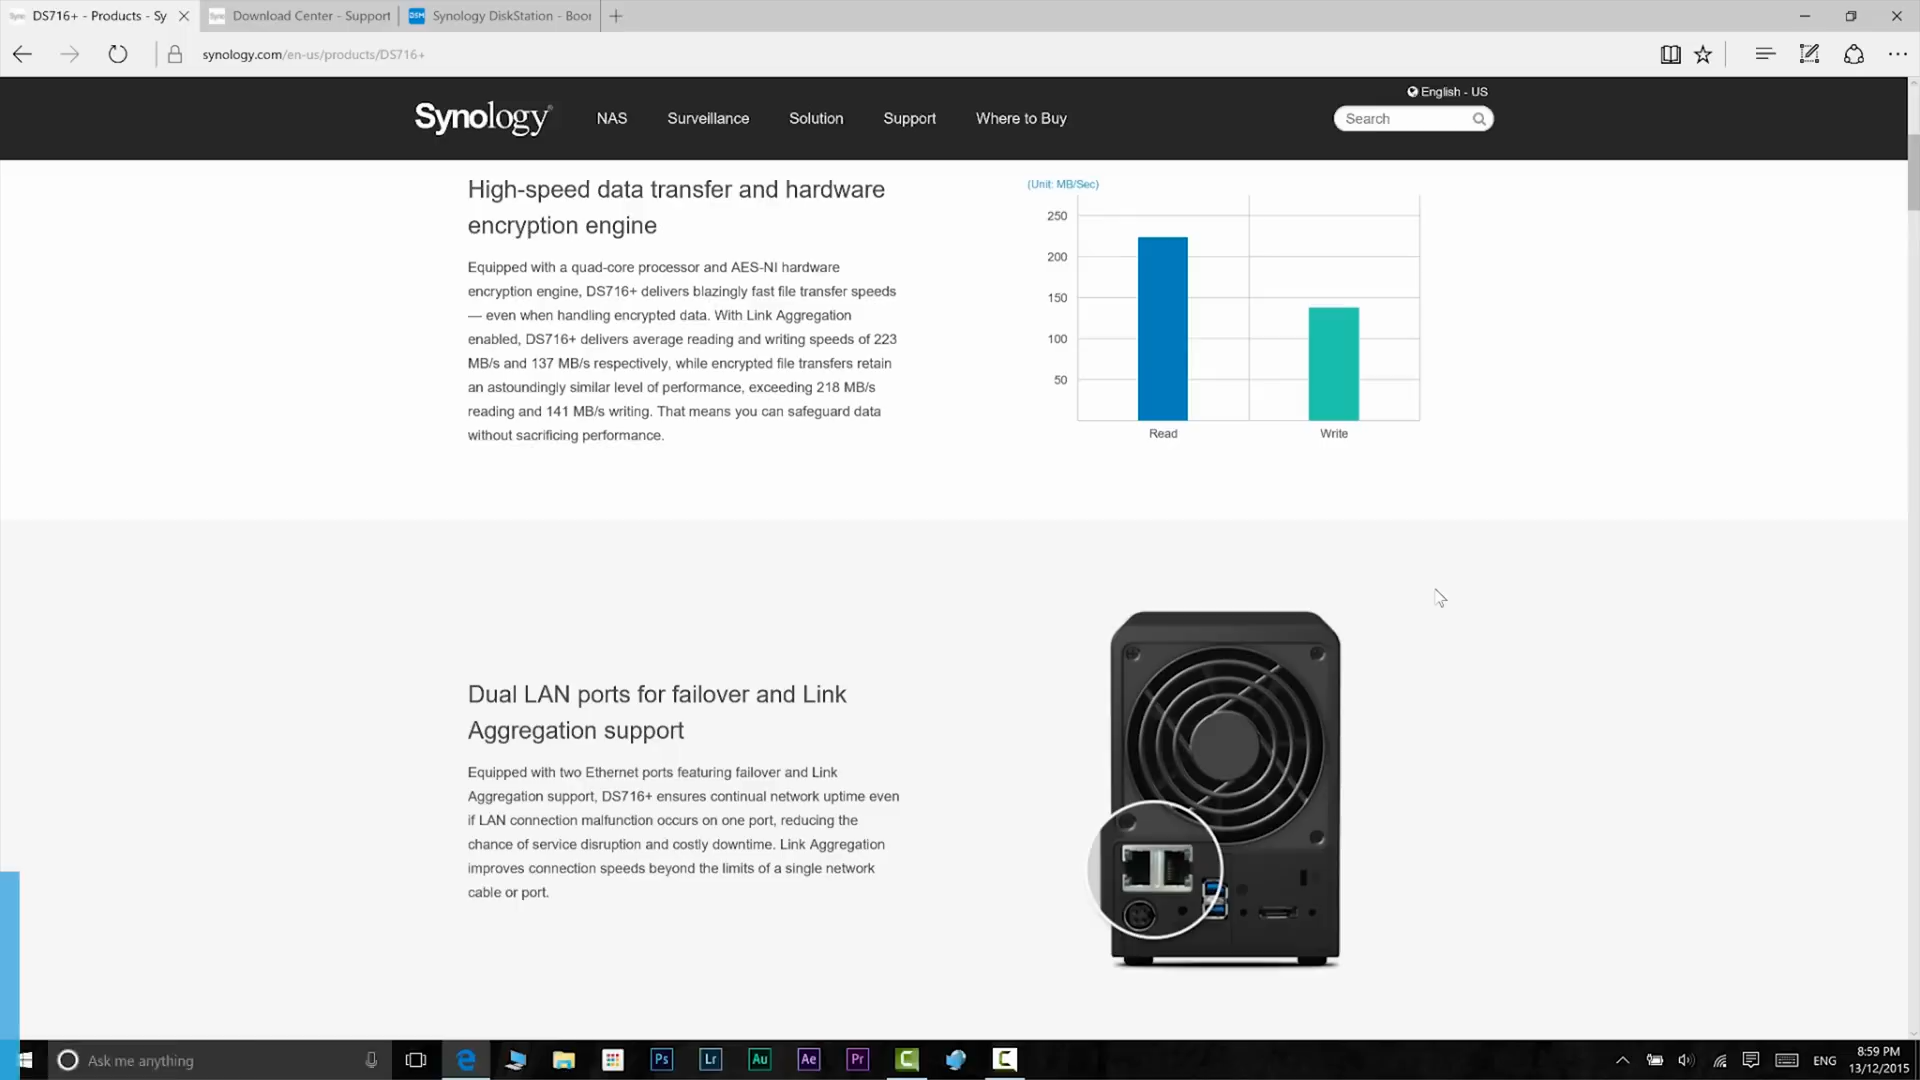 DS716+ - Products - Sy
Download Center - Support
Synology DiskStation - Boor
synology.com/en-us/products/DS716+
English - US
Synology
NAS
Surveillance
Solution
Support
Where to Buy
Search
High-speed data transfer and hardware
encryption engine
Equipped with a quad-core processor and AES-NI hardware
encryption engine, DS716+ delivers blazingly fast file transfer speeds
— even when handling encrypted data. With Link Aggregation
enabled, DS716+ delivers average reading and writing speeds of 223
MB/s and 137 MB/s respectively, while encrypted file transfers retain
an astoundingly similar level of performance, exceeding 218 MB/s
reading and 141 MB/s writing. That means you can safeguard data
without sacrificing performance.
(Unit: MB/Sec)
250
200
150
100
50
Read
Write
Dual LAN ports for failover and Link
Aggregation support
Equipped with two Ethernet ports featuring failover and Link
Aggregation support, DS716+ ensures continual network uptime even
if LAN connection malfunction occurs on one port, reducing the
chance of service disruption and costly downtime. Link Aggregation
improves connection speeds beyond the limits of a single network
cable or port.
Ask me anything
Ps
Lr
Au
Ae
Pr
ENG
8:59 PM
13/12/2015